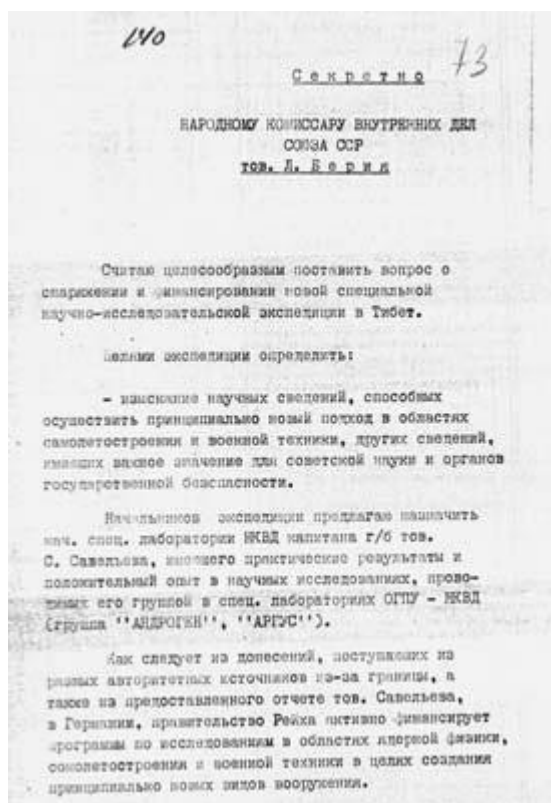 140
73
Секретно
НАРОДНОМУ КОМИССАРУ ВНУТРЕННИХ ДЕЛ
СОЮЗА ССР
тов. Л. Берия
Считаю целесообразным поставить вопрос о
снаряжении и финансировании новой специальной
научно-исследовательской экспедиции в Тибет.
Целями экспедиции определить:
- изыскание научных сведений, способных
осуществить принципиально новый подход в областях
самолетостроения и военной техники, других сведений,
имеющих важное значение для советской науки и органов
государственной безопасности.
Начальником экспедиции предлагаю назначить
нач. спец. лаборатории НКВД капитана г/б тов.
С. Савельева, имеющего практические результаты и
положительный опыт в научных исследованиях, прово-
димых его группой в спец. лабораториях ОГПУ - НКВД
(группа ''АНДРОГЕН'', ''АРГУС'').
Как следует из донесений, поступающих из
разных авторитетных источников из-за границы, а
также из предоставленного отчете тов. Савельева,
в Германии, правительство Рейха активно финансирует
программы по исследованиям в областях ядерной физики,
самолетостроения и военной техники в целях создания
принципиально новых видов вооружения.